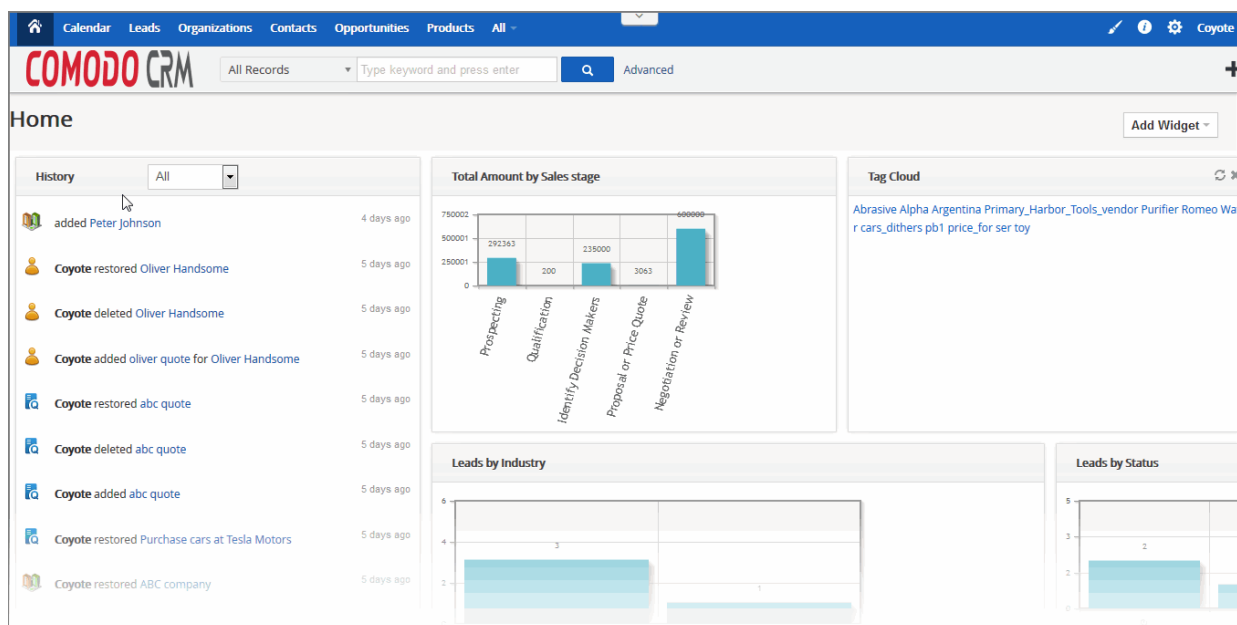 Calendar Leads Organizations Contacts Opportunities Products All
Coyote
COMODO CRM
All Records
Type keyword and press enter
Advanced
Home
Add Widget
History
All
added Peter Johnson
4 days ago
Coyote restored Oliver Handsome
5 days ago
Coyote deleted Oliver Handsome
5 days ago
Coyote added oliver quote for Oliver Handsome
5 days ago
Coyote restored abc quote
5 days ago
Coyote deleted abc quote
5 days ago
Coyote added abc quote
5 days ago
Coyote restored Purchase cars at Tesla Motors
5 days ago
Coyote restored ABC company
5 days ago
Total Amount by Sales stage
750002
500001
250001
0
292363
200
235000
3063
600000
Prospecting
Qualification
Identify Decision Makers
Proposal or Price Quote
Negotiation or Review
Tag Cloud
Abrasive Alpha Argentina Primary_Harbor_Tools_vendor Purifier Romeo Wa
r cars_dithers pb1 price_for ser toy
Leads by Industry
6
4
2
3
1
Leads by Status
5
3
2
0
2